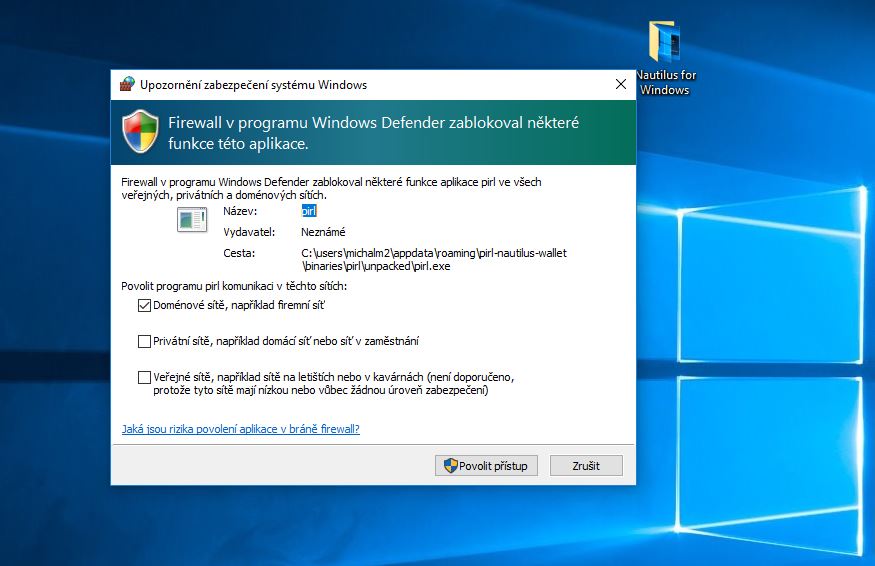 Nautilus for
Windows
Upozornění zabezpečení systému Windows
Firewall v programu Windows Defender zablokoval některé
funkce této aplikace.
Firewall v programu Windows Defender zablokoval některé funkce aplikace pirl ve všech
veřejných, privátních a doménových sítích.
Název: pirl
Vydavatel: Neznámé
Cesta: C:\users\michalm2\appdata\roaming\pirl-nautilus-wallet
\binaries\pirl\unpacked\pirl.exe
Povolit programu pirl komunikaci v těchto sítích:
Doménové sítě, například firemní síť
Privátní sítě, například domácí síť nebo síť v zaměstnání
Veřejné sítě, například sítě na letištích nebo v kavárnách (není doporučeno,
protože tyto sítě mají nízkou nebo vůbec žádnou úroveň zabezpečení)
Jaká jsou rizika povolení aplikace v bráně firewall?
Povolit přístup
Zrušit